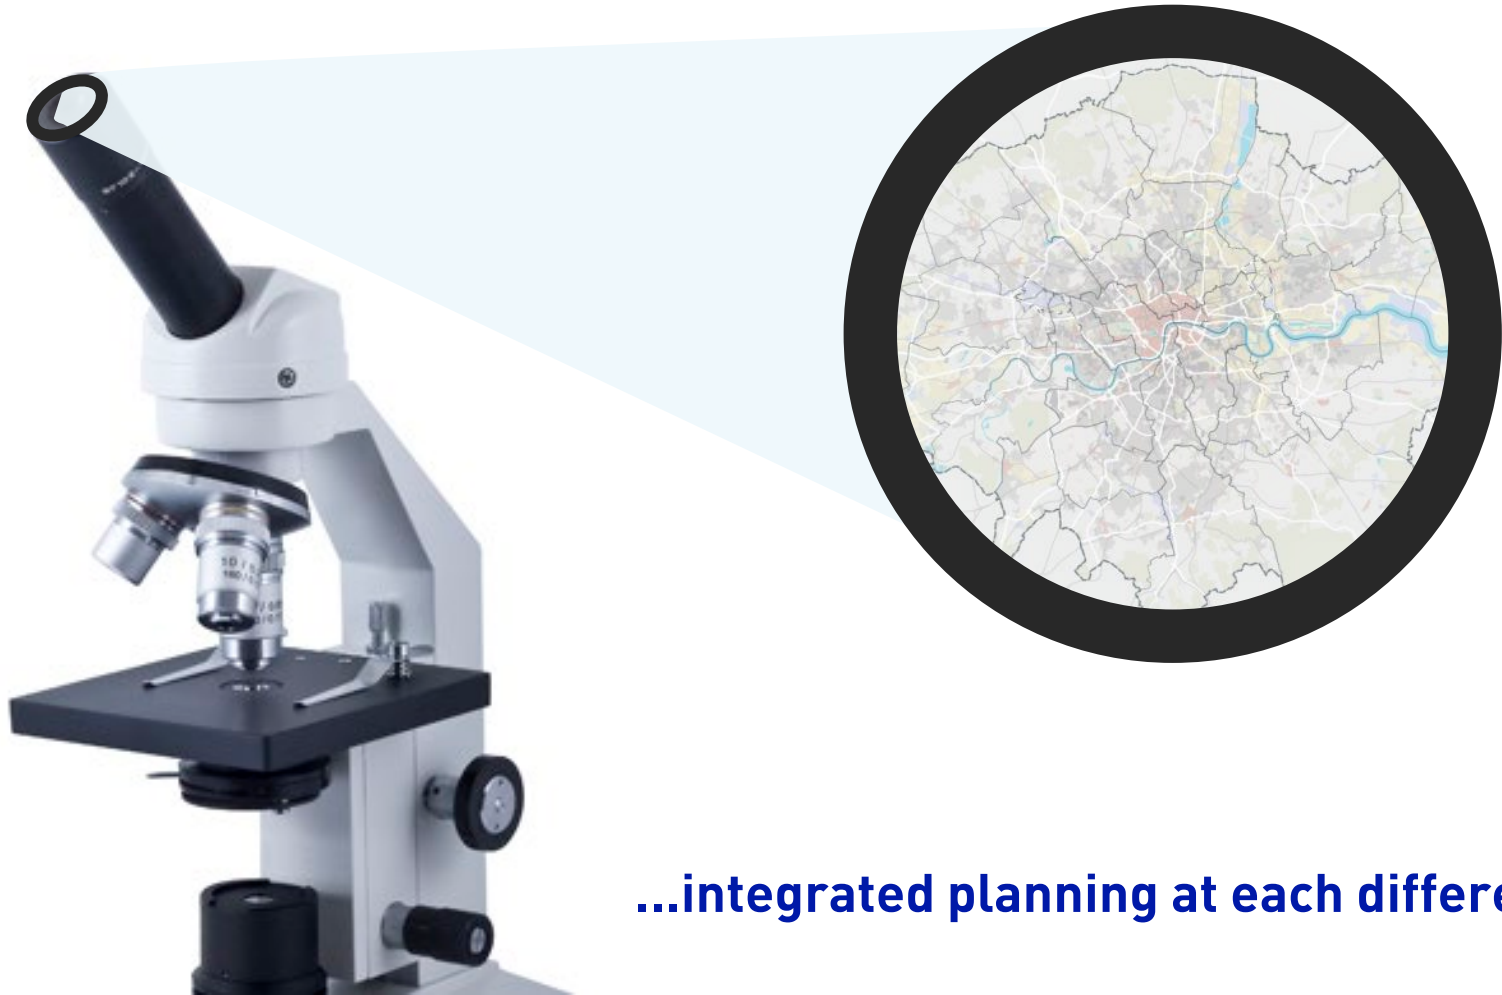 ...integrated planning at each differe